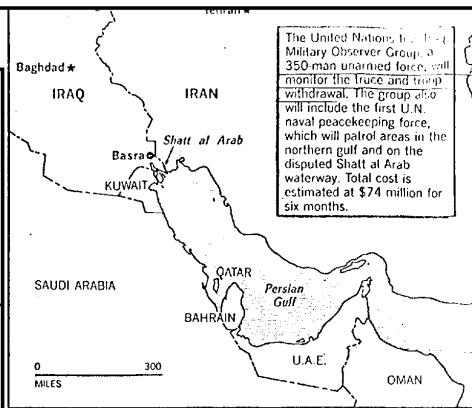 Tehran
The United Nations Iran-Iraq
Military Observer Group, a
350-man unarmed force, will
monitor the truce and troop
withdrawal. The group also
will include the first U.N.
naval peacekeeping force,
which will patrol areas in the
northern gulf and on the
disputed Shatt al Arab
waterway. Total cost is
estimated at $74 million for
six months.
Baghdad
IRAQ
IRAN
Shatt al Arab
Basra
KUWAIT
SAUDI ARABIA
QATAR
Persian
Gulf
BAHRAIN
U.A.E.
OMAN
0 300
MILES